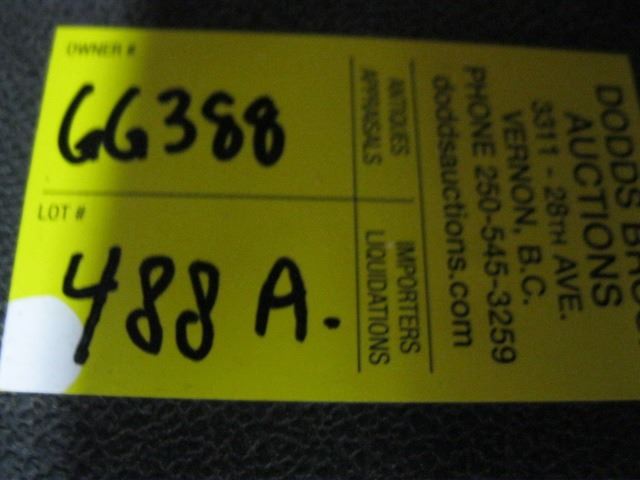 OWNER #
GG388
LOT #
488 A.
ANTIQUES
APPRAISALS
IMPORTERS
LIQUIDATIONS
DODDS
AUCTIONS
3311 - 28TH AVE.
VERNON, B.C.
PHONE 250-545-3259
doddsauctions.com